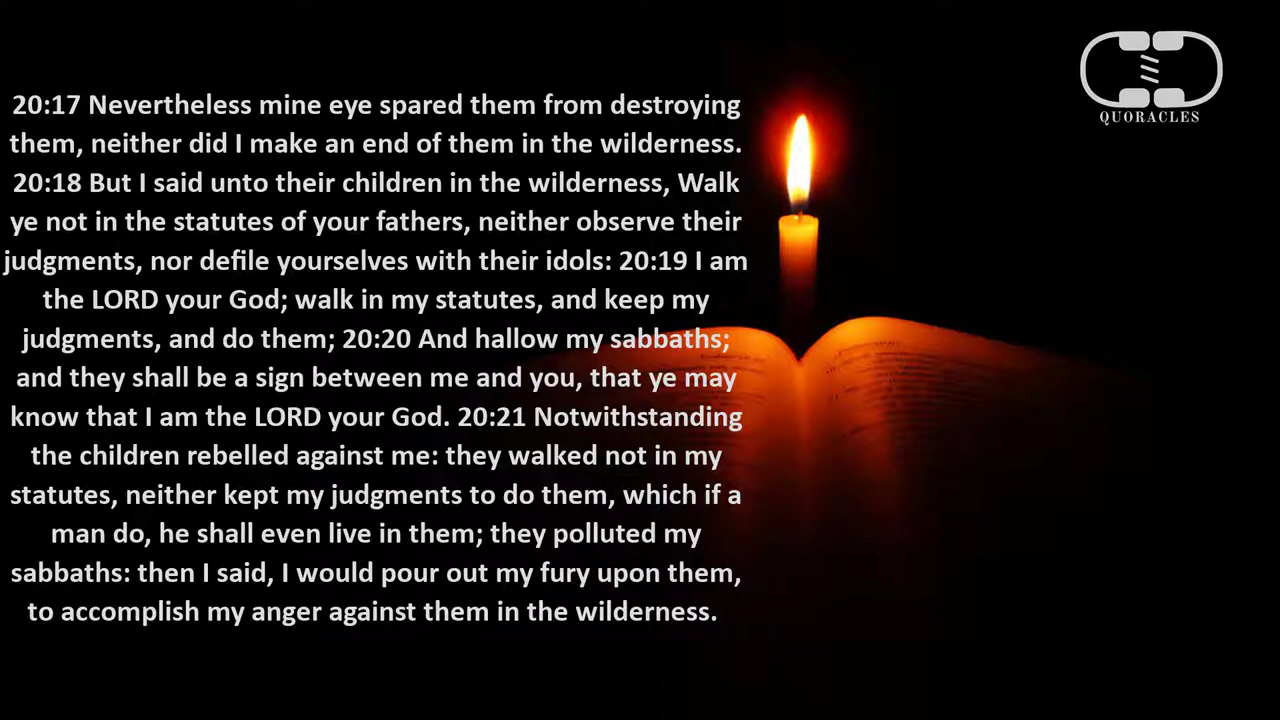 20:17 Nevertheless mine eye spared them from destroying
them, neither did I make an end of them in the wilderness.
20:18 But I said unto their children in the wilderness, Walk
ye not in the statutes of your fathers, neither observe their
judgments, nor defile yourselves with their idols: 20:19 I am
the LORD your God; walk in my statutes, and keep my
judgments, and do them; 20:20 And hallow my sabbaths;
and they shall be a sign between me and you, that ye may
know that I am the LORD your God. 20:21 Notwithstanding
the children rebelled against me: they walked not in my
statutes, neither kept my judgments to do them, which if a
man do, he shall even live in them; they polluted my
sabbaths: then I said, I would pour out my fury upon them,
to accomplish my anger against them in the wilderness.
QUORACLES